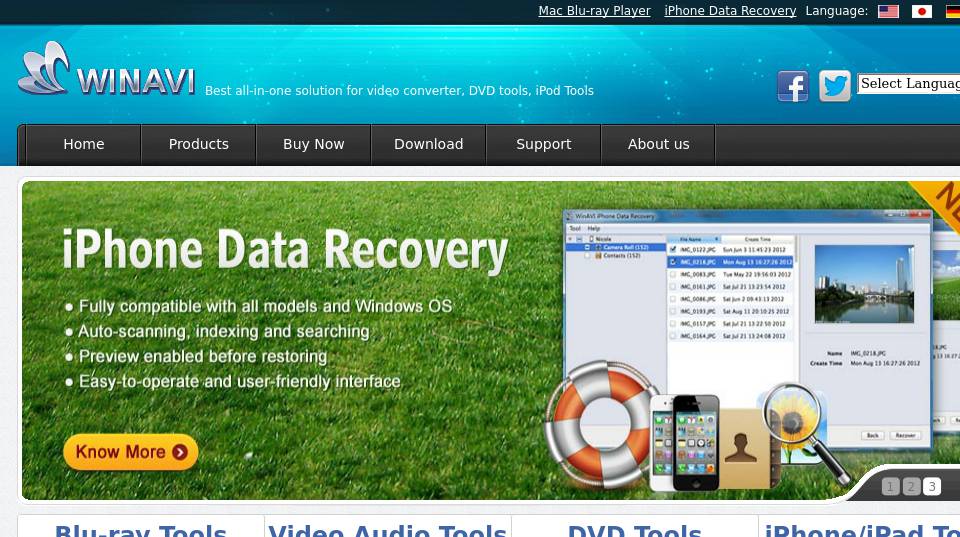 Mac Blu-ray Player iPhone Data Recovery Language:
WINAVI Best all-in-one solution for video converter, DVD tools, iPod Tools
Select Languag
Home Products Buy Now Download Support About us
iPhone Data Recovery
• Fully compatible with all models and Windows OS
• Auto-scanning, indexing and searching
• Preview enabled before restoring
• Easy-to-operate and user-friendly interface
Know More
WinAVI iPhone Data Recovery
Tool Help
Nicole
Camera Roll (152)
Contacts (152)
File Name Create Time
IMG_0122.JPG Sun Jun 3 11:45:23 2012
IMG_0218.JPG Mon Aug 13 16:27:26 2012
IMG_0083.JPG Tue May 22 19:56:03 2012
IMG_0161.JPG Sat Jul 21 13:23:54 2012
IMG_0086.JPG Sat Jun 2 09:43:13 2012
IMG_0193.JPG Sat Aug 11 20:10:25 2012
IMG_0157.JPG Sat Jul 21 13:22:50 2012
IMG_0164.JPG Sat Jul 21 13:24:08 2012
Name IMG_0218.JPG
Create Time Mon Aug 13 16:27:26 2012
Back Recover
1 2 3
Blu-ray Tools Video Audio Tools DVD Tools iPhone/iPad To